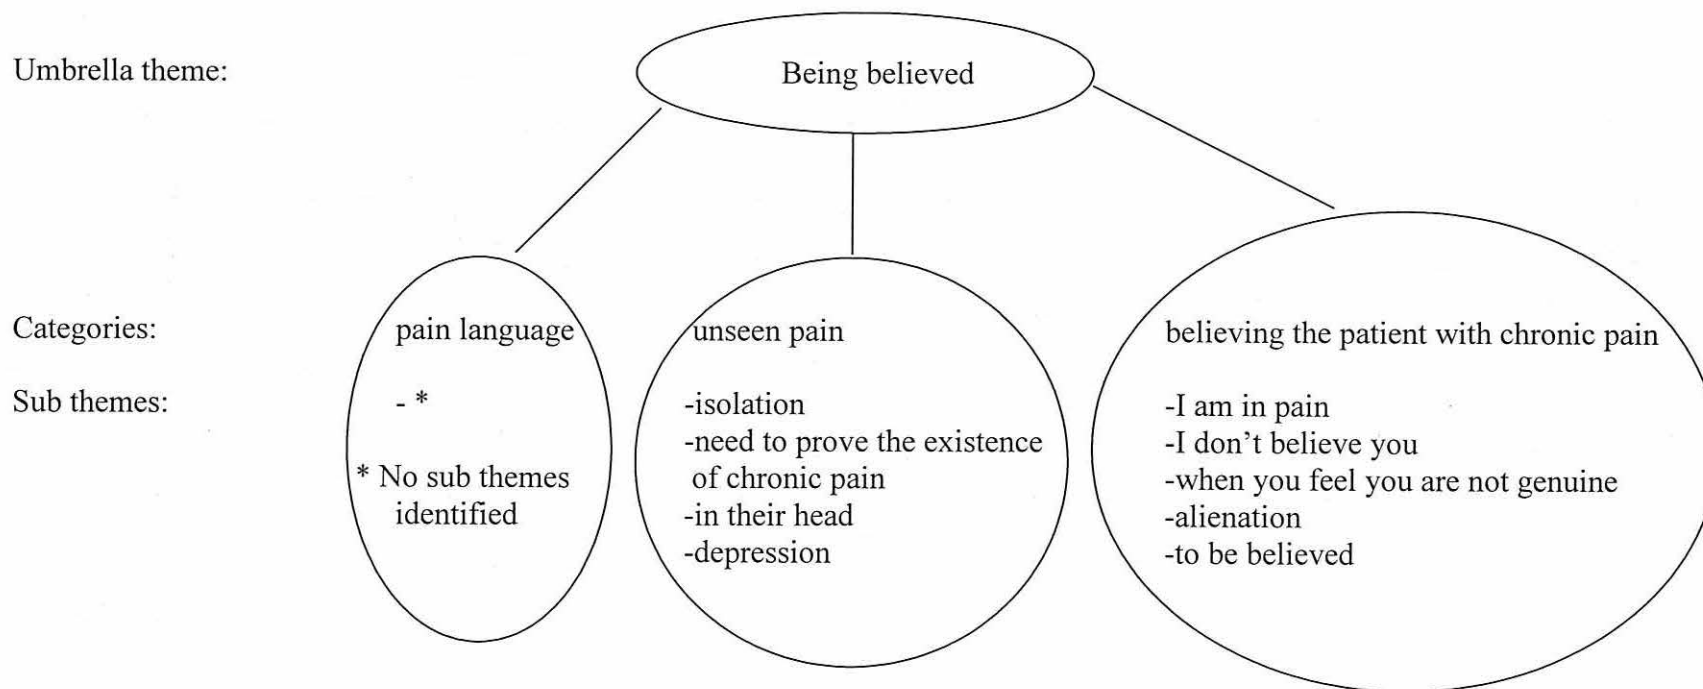 Umbrella theme:
Being believed
Categories:
pain language
unseen pain
believing the patient with chronic pain
Sub themes:
- *
* No sub themes
identified
-isolation
-need to prove the existence
of chronic pain
-in their head
-depression
-I am in pain
-I don't believe you
-when you feel you are not genuine
-alienation
-to be believed